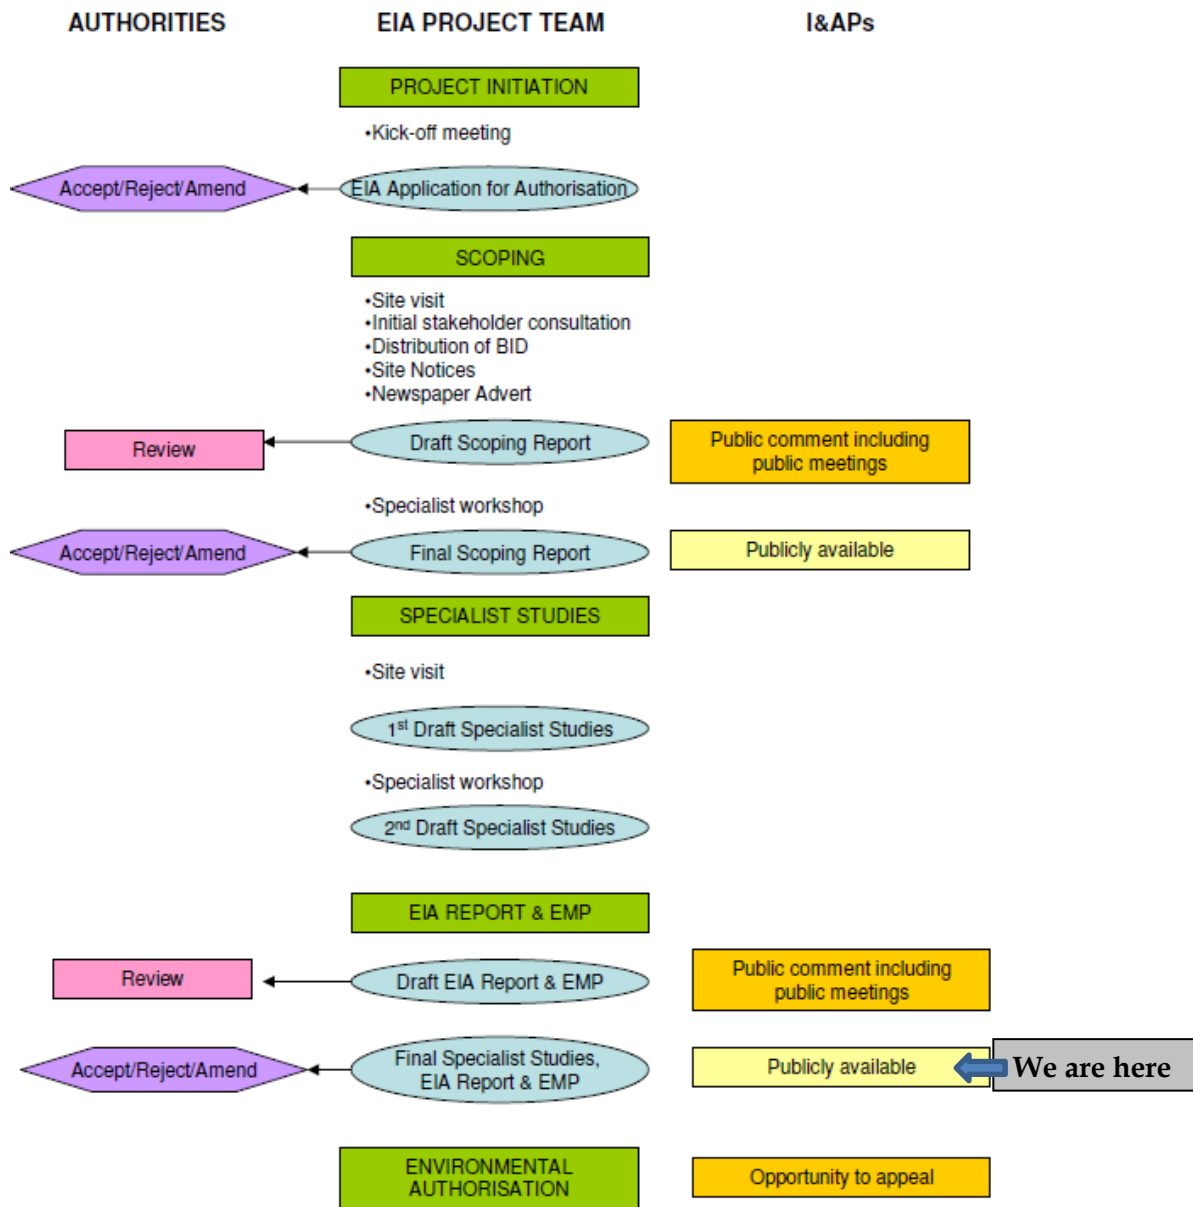 AUTHORITIES
EIA PROJECT TEAM
I&APs
PROJECT INITIATION
•Kick-off meeting
Accept/Reject/Amend
EIA Application for Authorisation
SCOPING
•Site visit
•Initial stakeholder consultation
•Distribution of BID
•Site Notices
•Newspaper Advert
Review
Draft Scoping Report
Public comment including
public meetings
•Specialist workshop
Accept/Reject/Amend
Final Scoping Report
Publicly available
SPECIALIST STUDIES
•Site visit
1st Draft Specialist Studies
•Specialist workshop
2nd Draft Specialist Studies
EIA REPORT & EMP
Review
Draft EIA Report & EMP
Public comment including
public meetings
Accept/Reject/Amend
Final Specialist Studies,
EIA Report & EMP
Publicly available
We are here
ENVIRONMENTAL
AUTHORISATION
Opportunity to appeal